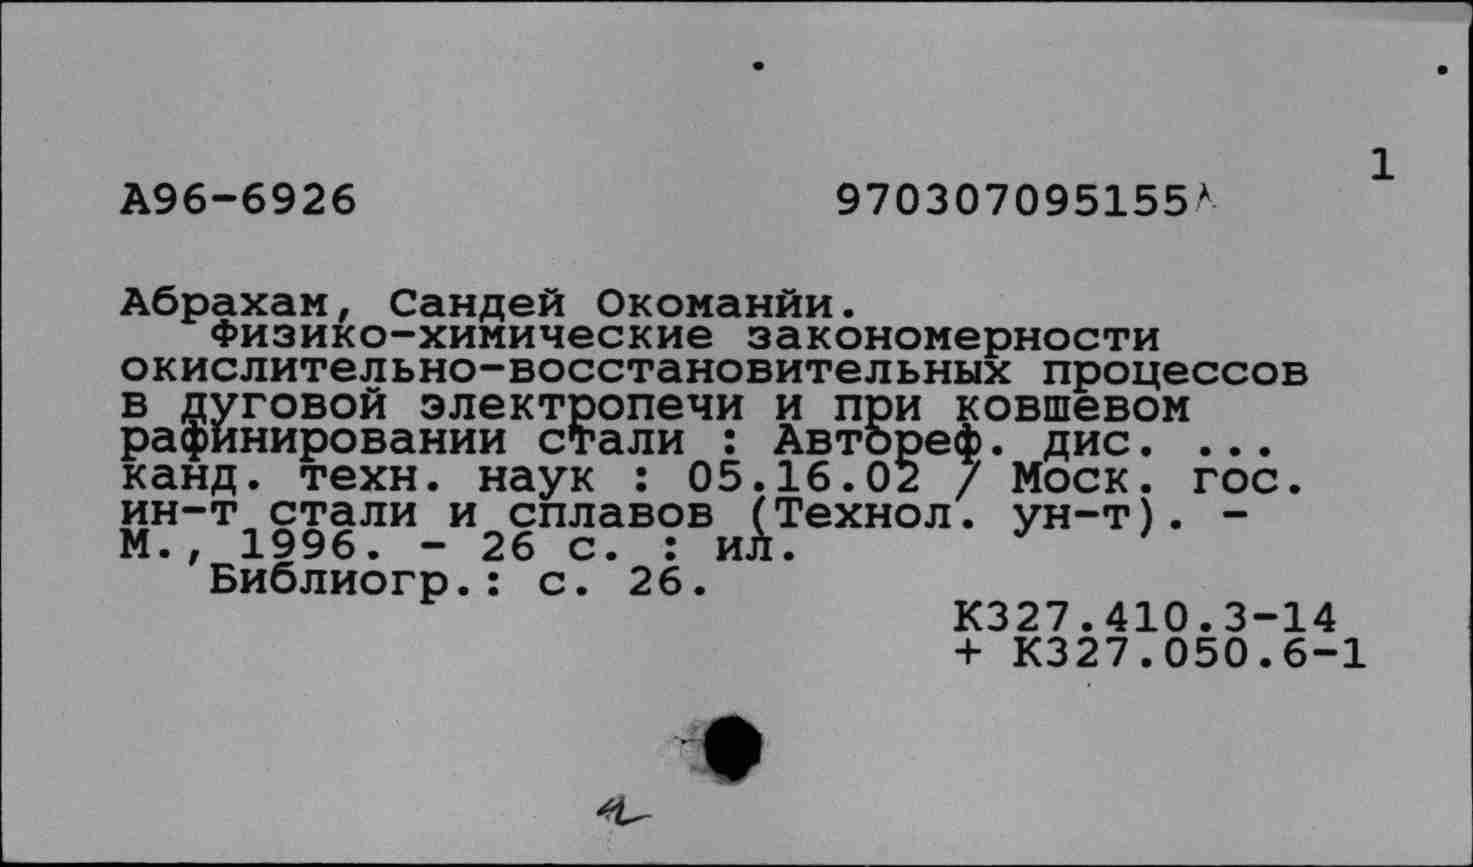 1
А96-6926 970307095155
Абрахам, Сандей Окоманйи.
Физико-химические закономерности
окислительно-восстановительных процессов
в дуговой электропечи и при ковшевом
рафинировании стали : Автореф. дис. ...
канд. техн. наук : 05.16.02 / Моск. гос.
ин-т стали и сплавов (Технол. ун-т). -
М., 1996. - 26 с. : ил.
Библиогр.: с. 26.
К327.410.3-14
+ К327.050.6-1